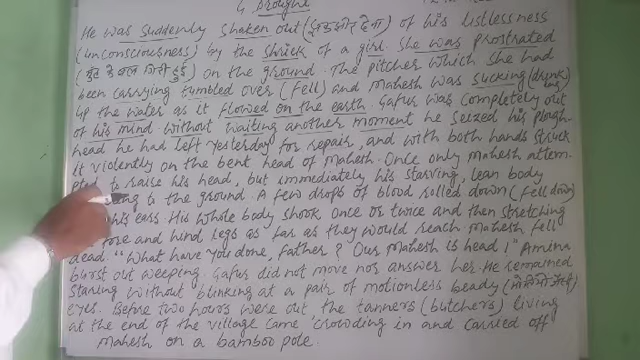 Drought
He was suddenly shaken out (झकझोर देना) of his listlessness
(unconsciousness) by the shrick of a girl. She was prostrated
(मुँह के बल गिरी हुई) on the ground. The pitcher which she had
been carrying tumbled over (fell) and Mahesh was sucking (drinking)
up the water as it flowed on the earth. Gafur was completely out
of his mind. without waiting another moment he seized his plough-
head he had left yesterday for repair, and with both hands struck
it violently on the bent head of Mahesh. Once only Mahesh attem-
to raise his head, but immediately his starving, lean body
to the ground. A few drops of blood rolled down (fell down)
his ears. His whole body shook once or twice and then stretching
and hind legs as far as they would reach Mahesh fell
dead. "What have you done, Father? Our Mahesh is dead!" Amina
burst out weeping. Gafur did not move nor answer her. He remained
staring without blinking at a pair of motionless beady
eyes. Before two hours were out the tanners (butchers) living
at the end of the village came crowding in and carried off
Mahesh on a bamboo pole.